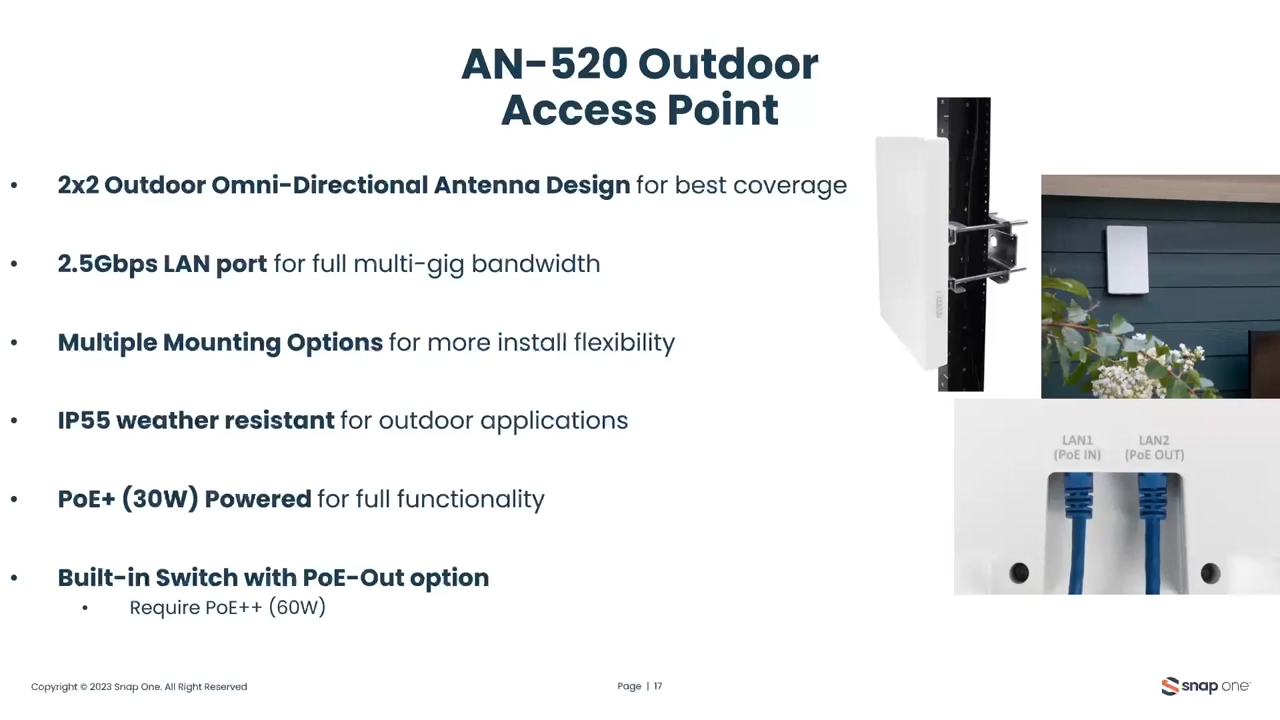 AN-520 Outdoor
Access Point
• 2x2 Outdoor Omni-Directional Antenna Design for best coverage
• 2.5Gbps LAN port for full multi-gig bandwidth
• Multiple Mounting Options for more install flexibility
• IP55 weather resistant for outdoor applications
• PoE+ (30W) Powered for full functionality
• Built-in Switch with PoE-Out option
• Require PoE++ (60W)
LAN1
(PoE IN)
LAN2
(PoE OUT)
Copyright © 2023 Snap One. All Right Reserved
Page | 17
snap one